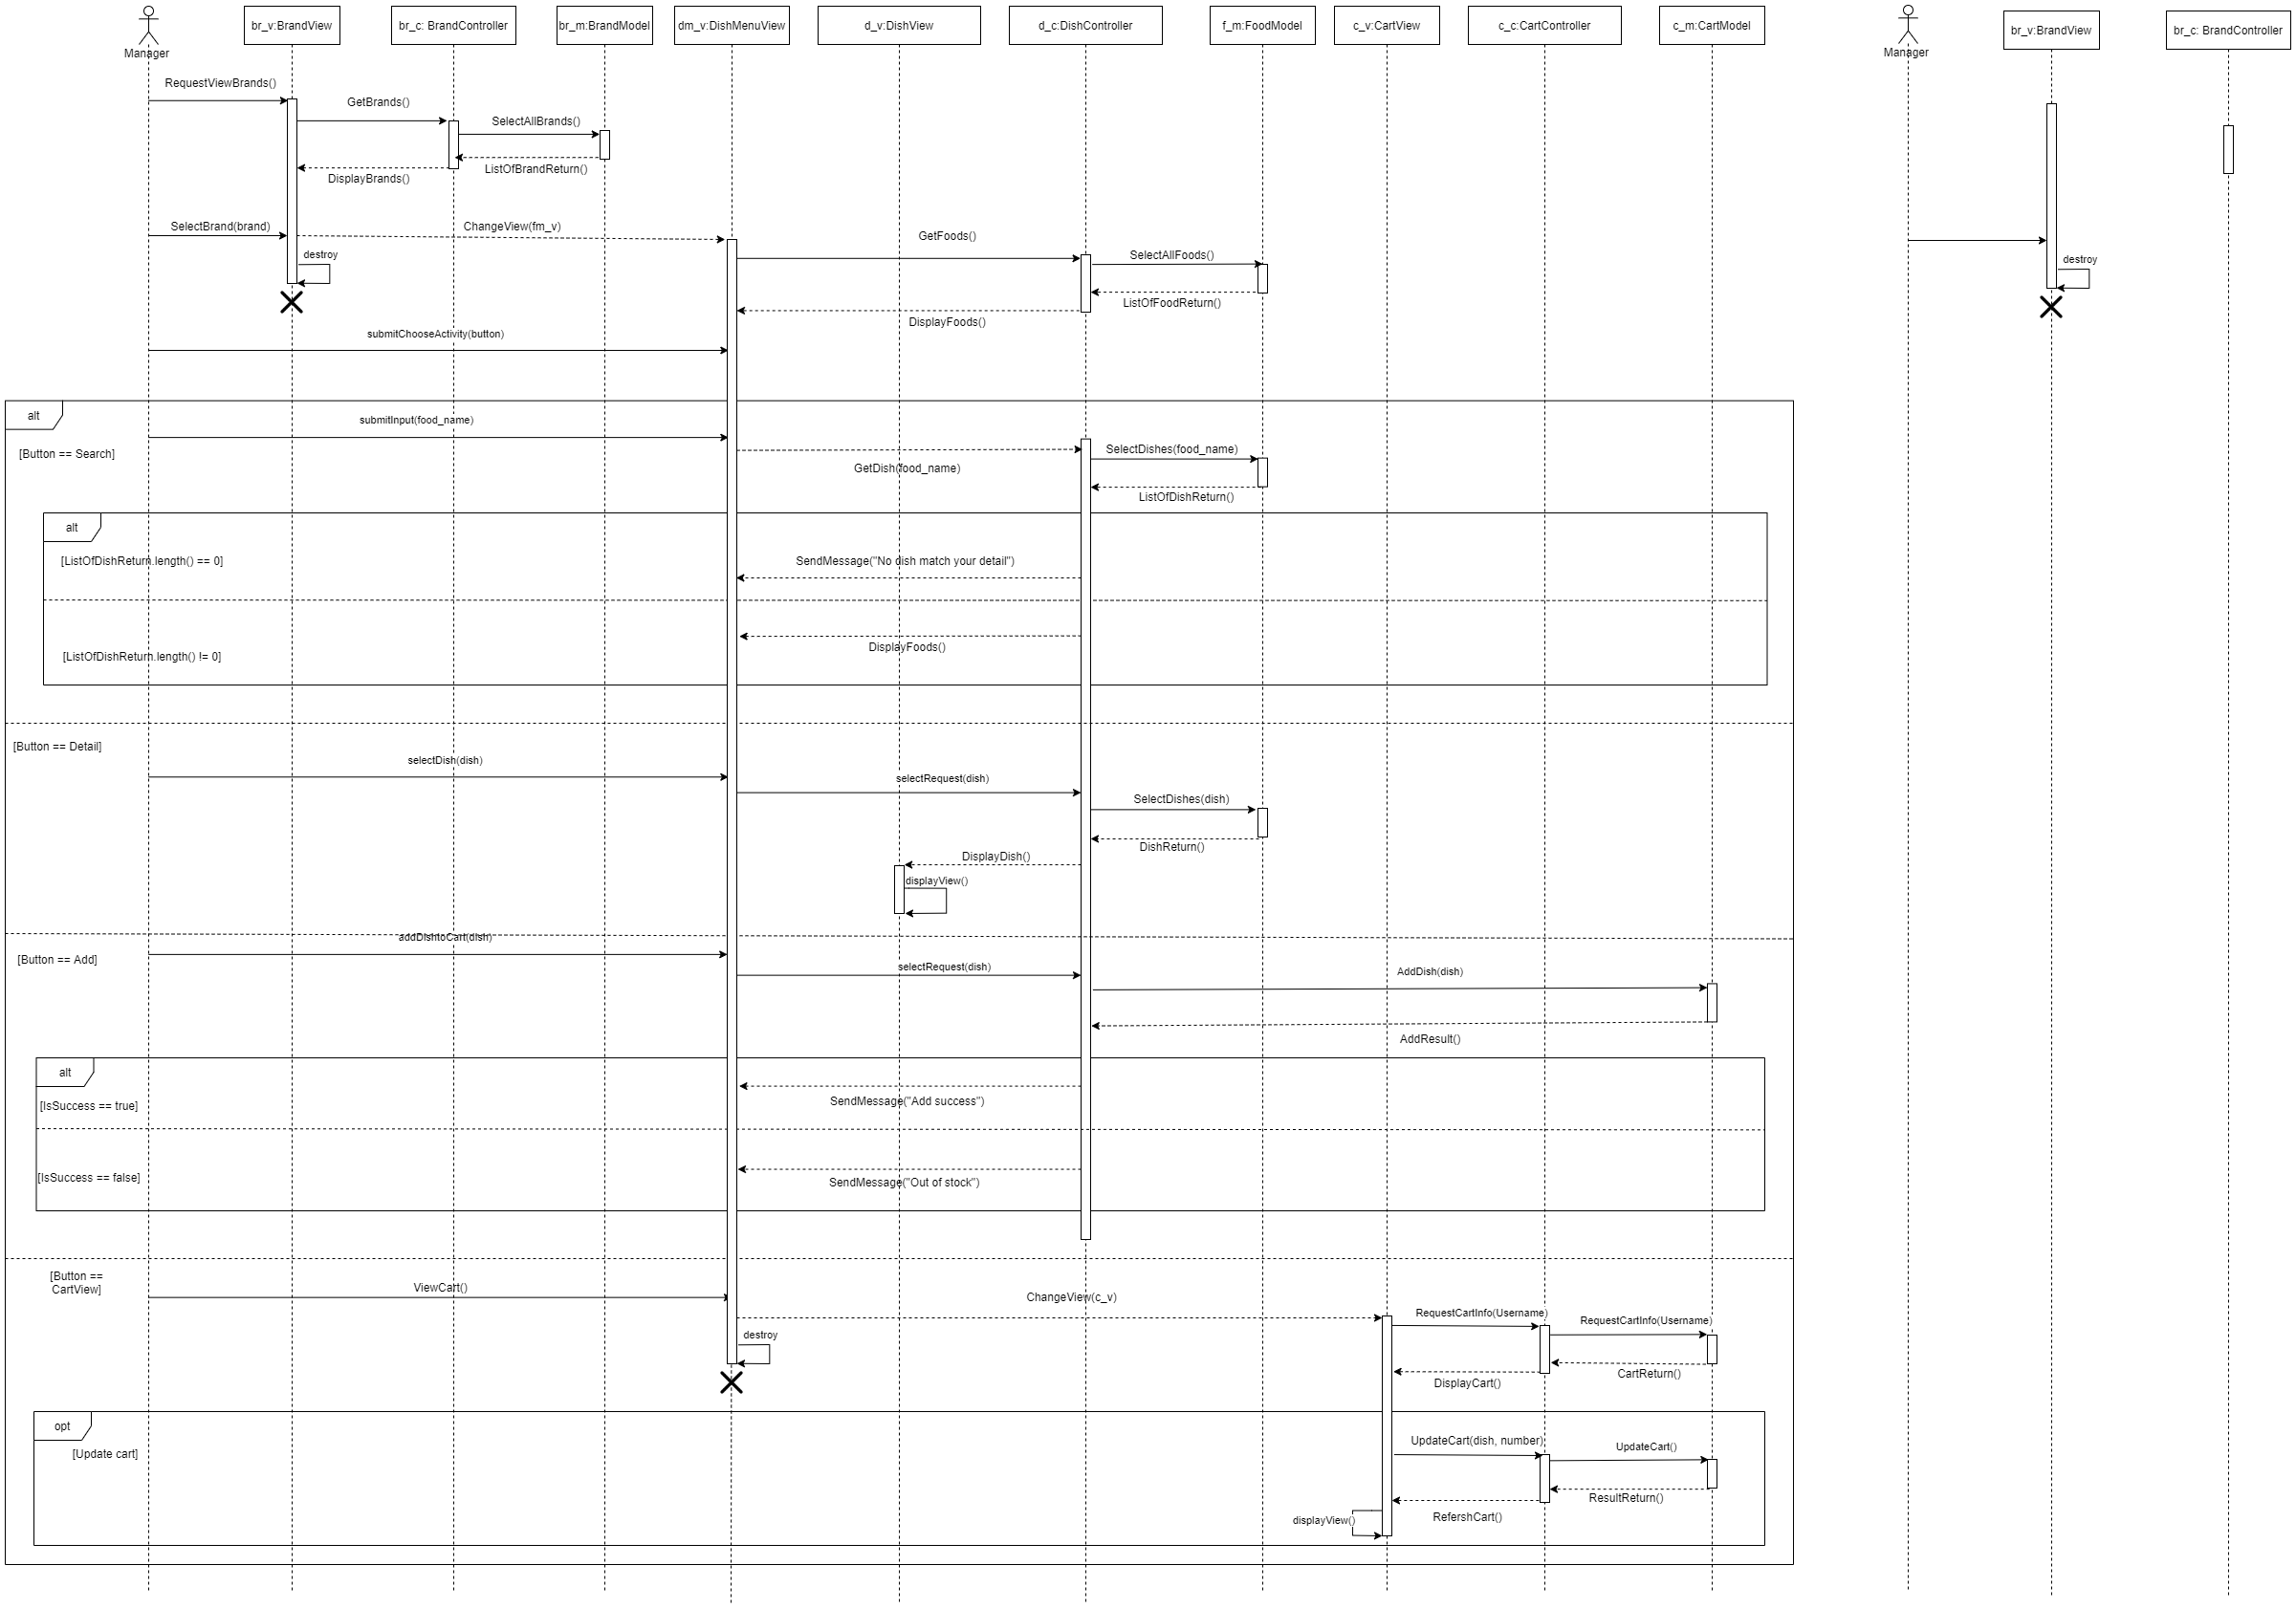 br_v:BrandView
br_c: BrandController
br_m:BrandModel
dm_v:DishMenuView
d_v:DishView
d_c:DishController
f_m:FoodModel
c_v:CartView
c_c:CartController
c_m:CartModel
br_v:BrandView
br_c: BrandController
Manager
Manager
RequestViewBrands()
GetBrands()
SelectAllBrands()
ListOfBrandReturn()
DisplayBrands()
SelectBrand(brand)
ChangeView(fm_v)
GetFoods()
destroy
SelectAllFoods()
destroy
ListOfFoodReturn()
DisplayFoods()
submitChooseActivity(button)
alt
submitInput(food_name)
[Button == Search]
SelectDishes(food_name)
GetDish(food_name)
ListOfDishReturn()
alt
[ListOfDishReturn.length() == 0]
SendMessage("No dish match your detail")
DisplayFoods()
[ListOfDishReturn.length() != 0]
[Button == Detail]
selectDish(dish)
selectRequest(dish)
SelectDishes(dish)
DishReturn()
DisplayDish()
displayView()
addDishtoCart(dish)
[Button == Add]
selectRequest(dish)
AddDish(dish)
AddResult()
alt
[IsSuccess == true]
SendMessage("Add success")
[IsSuccess == false]
SendMessage("Out of stock")
[Button ==
CartView]
ViewCart()
ChangeView(c_v)
RequestCartInfo(Username)
RequestCartInfo(Username)
destroy
CartReturn()
DisplayCart()
opt
[Update cart]
UpdateCart(dish, number)
UpdateCart()
ResultReturn()
RefershCart()
displayView()